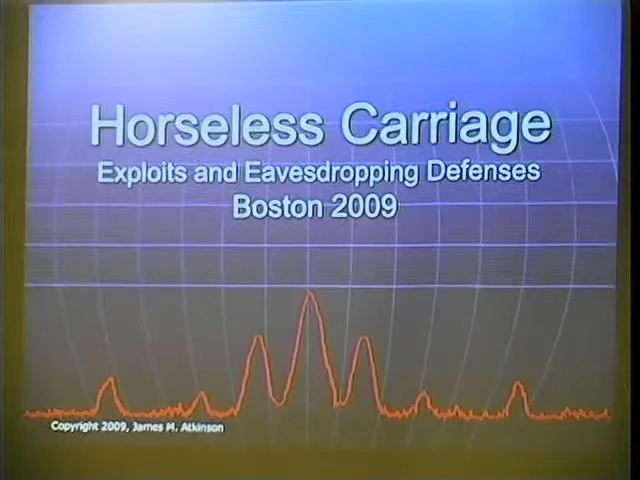 Horseless Carriage
Exploits and Eavesdropping Defenses
Boston 2009
Copyright 2009, James M. Atkinson